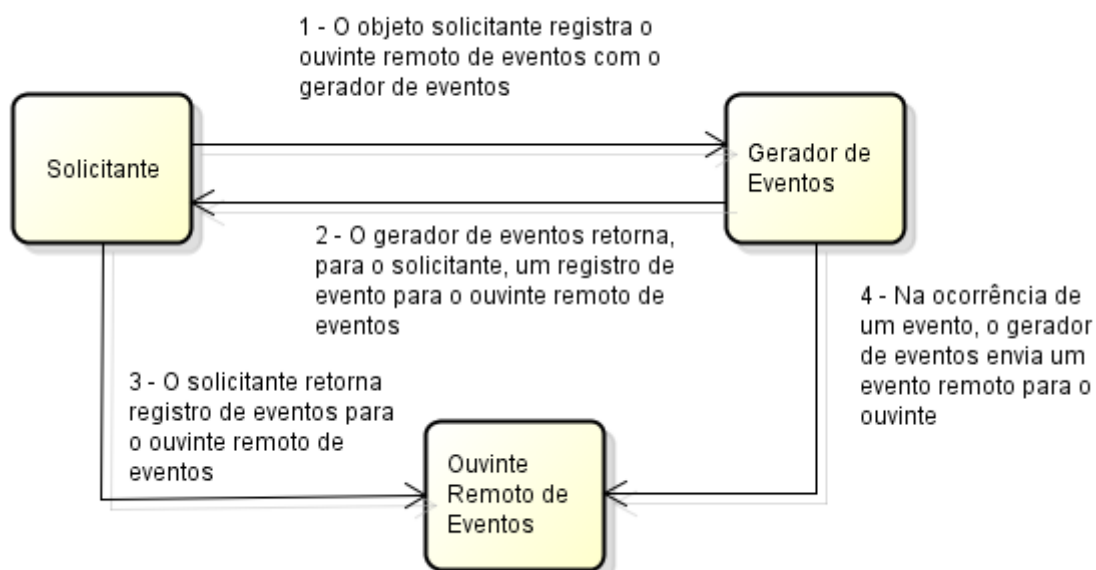 1 - O objeto solicitante registra o
ouvinte remoto de eventos com o
gerador de eventos
Solicitante
Gerador de
Eventos
2 - O gerador de eventos retorna,
para o solicitante, um registro de
evento para o ouvinte remoto de
eventos
4 - Na ocorrência de
um evento, o gerador
de eventos envia um
evento remoto para o
ouvinte
3 - O solicitante retorna
registro de eventos para
o ouvinte remoto de
eventos
Ouvinte
Remoto de
Eventos